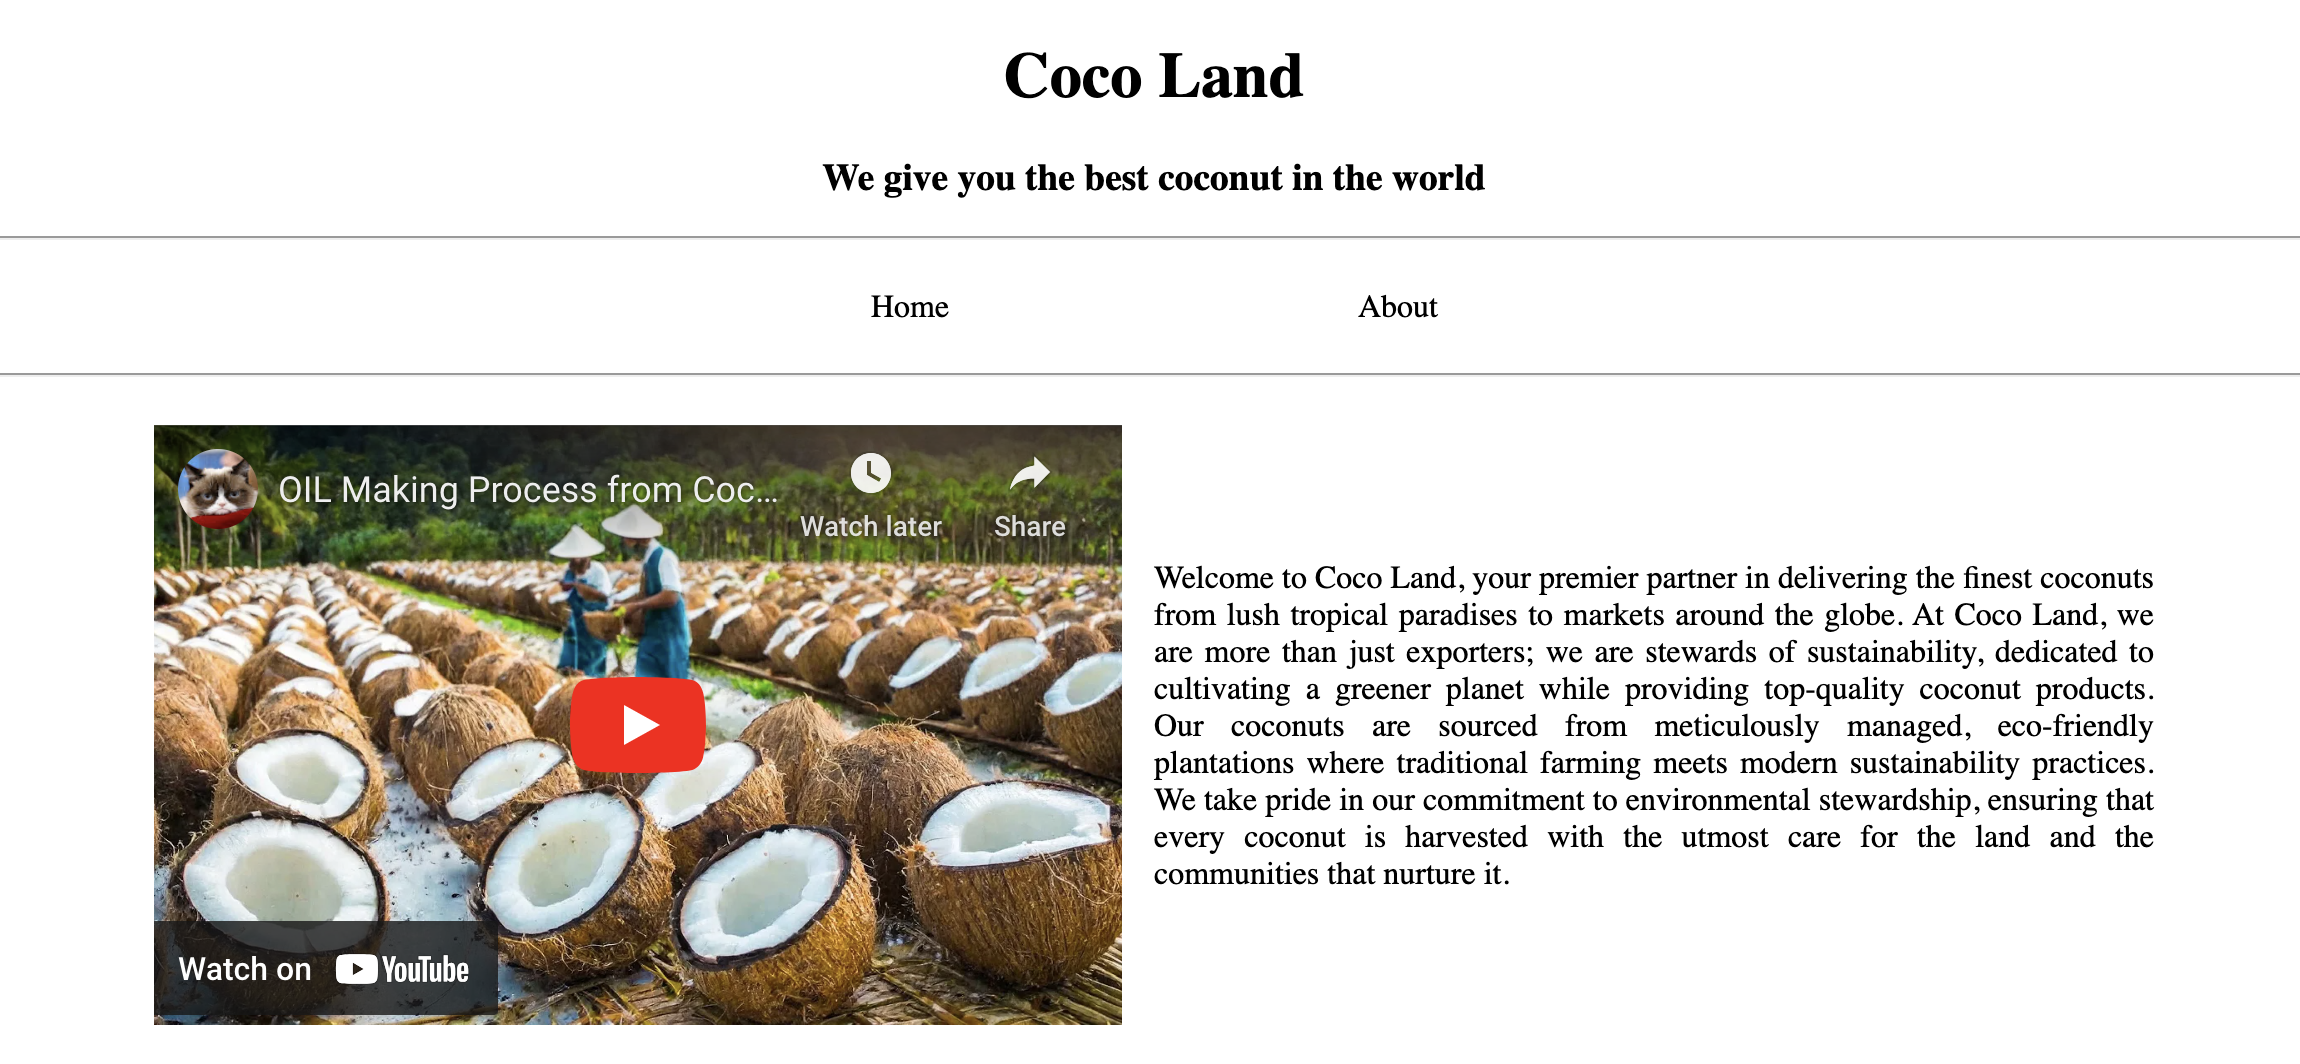 Coco Land
We give you the best coconut in the world
Home
About
OIL Making Process from Coc...
Watch later
Share
Watch on YouTube
Welcome to Coco Land, your premier partner in delivering the finest coconuts
from lush tropical paradises to markets around the globe. At Coco Land, we
are more than just exporters; we are stewards of sustainability, dedicated to
cultivating a greener planet while providing top-quality coconut products.
Our coconuts are sourced from meticulously managed, eco-friendly
plantations where traditional farming meets modern sustainability practices.
We take pride in our commitment to environmental stewardship, ensuring that
every coconut is harvested with the utmost care for the land and the
communities that nurture it.